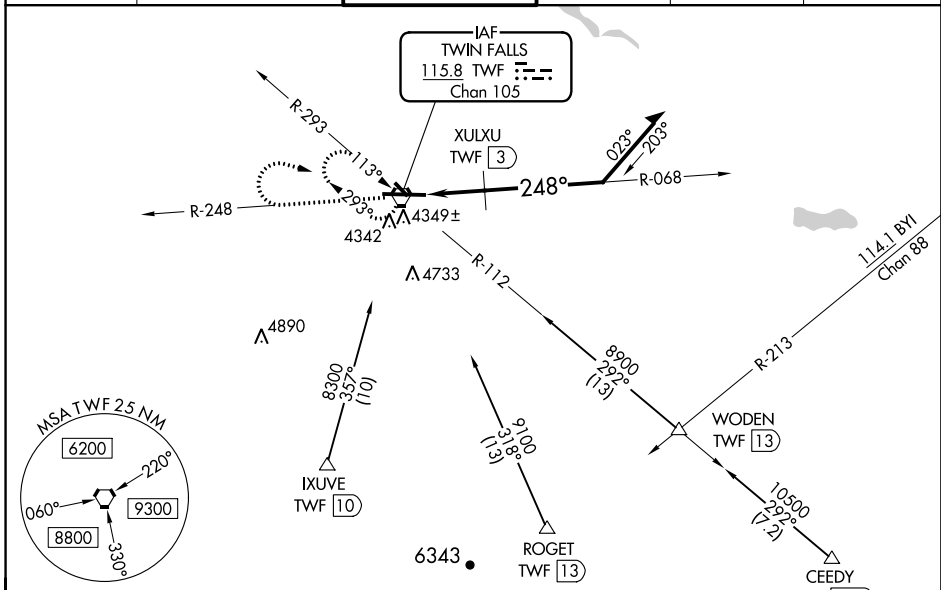 IAF
TWIN FALLS
115.8 TWF
Chan 105
R-293
113°
293°
R-248
XULXU
TWF 3
248°
023°
203°
R-068
4342
4349±
4733
4890
R-112
114.1 BYI
Chan 88
R-213
8900
292°
(13)
WODEN
TWF 13
8300
357°
(10)
IXUVE
TWF 10
9100
318°
(13)
ROGET
TWF 13
10500
292°
(7.2)
CEEDY
6343
MSA TWF 25 NM
6200
220°
060°
9300
8800
330°